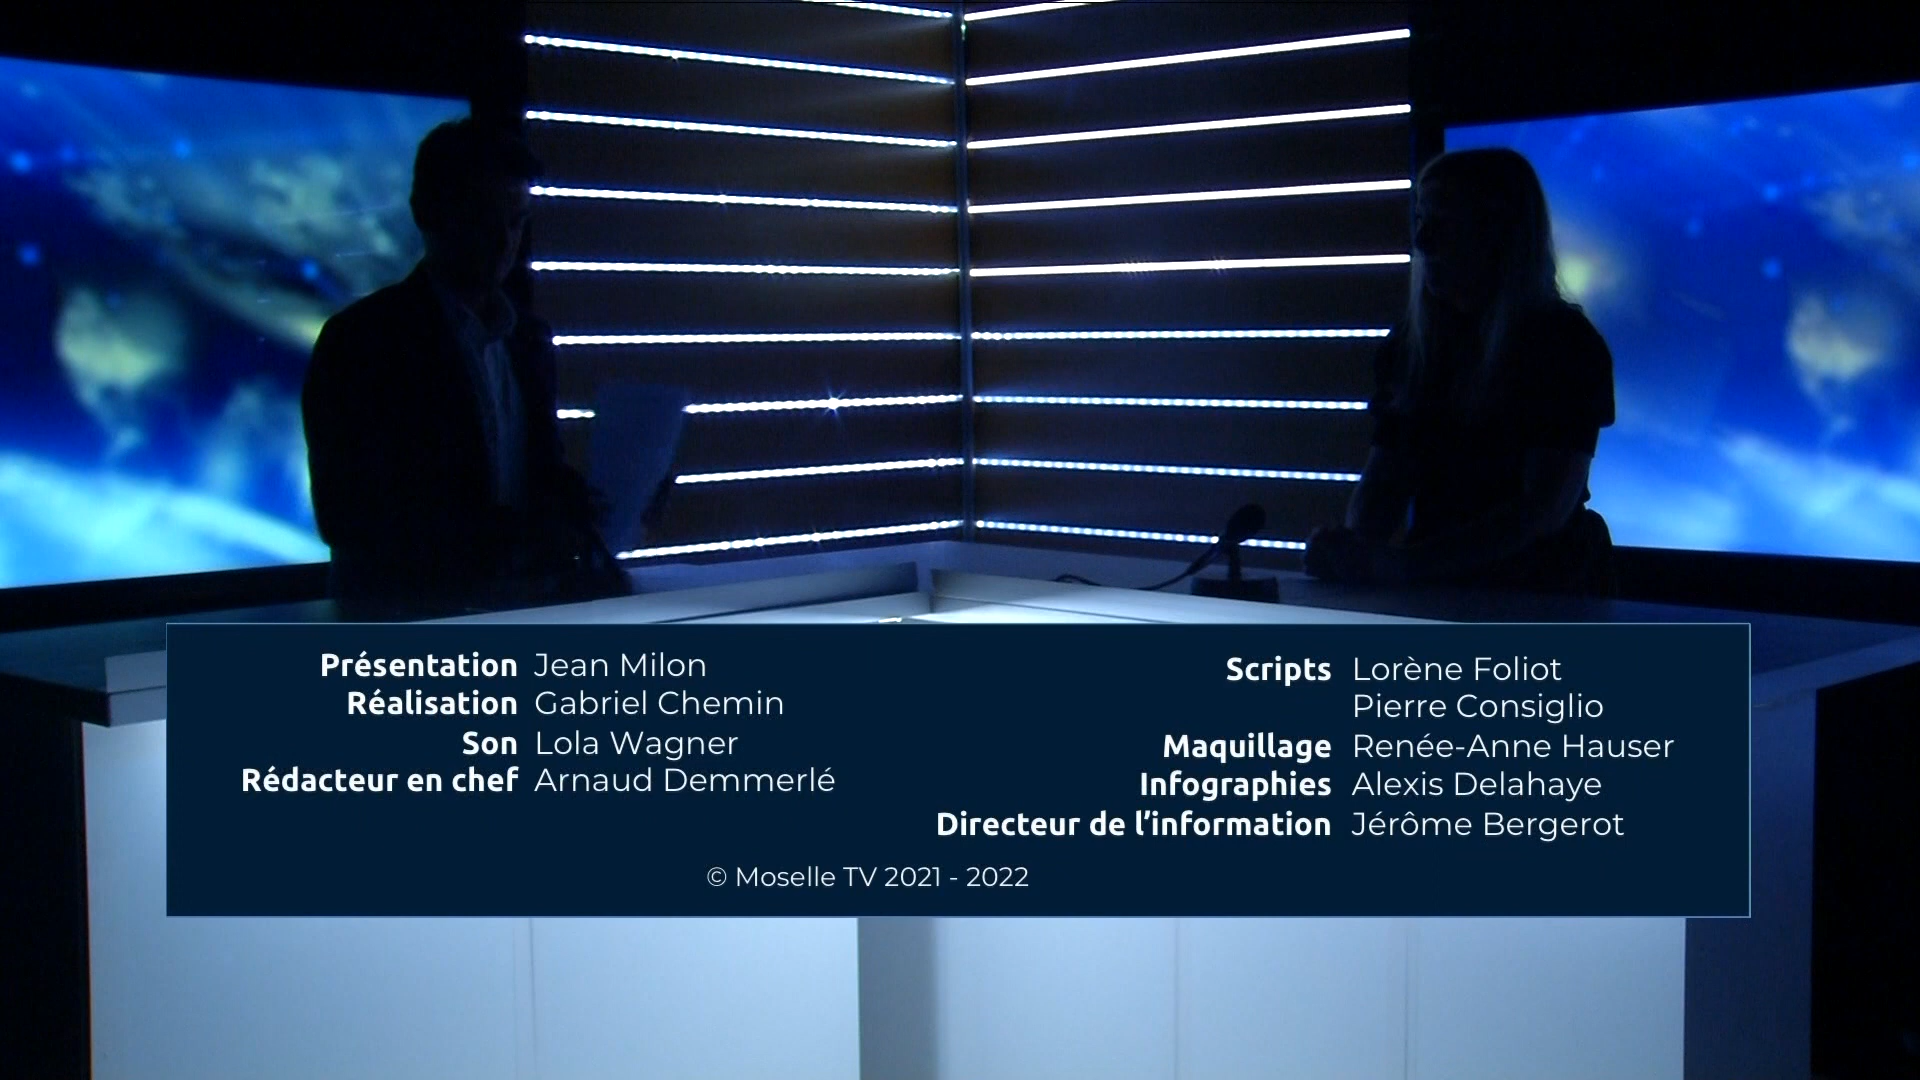 Présentation Jean Milon
Réalisation Gabriel Chemin
Son Lola Wagner
Rédacteur en chef Arnaud Demmerlé
Scripts Lorène Foliot
Pierre Consiglio
Maquillage Renée-Anne Hauser
Infographies Alexis Delahaye
Directeur de l’information Jérôme Bergerot
© Moselle TV 2021 - 2022